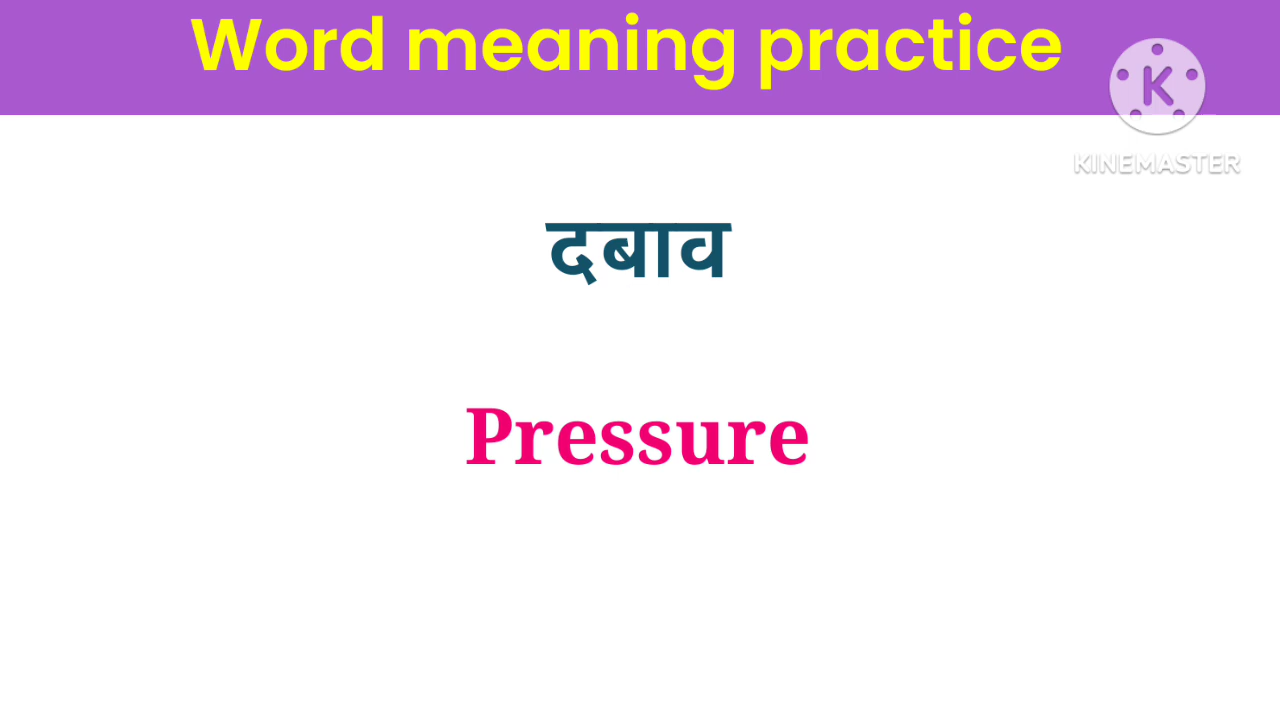 Word meaning practice
K
KINEMASTER
दबाव
Pressure